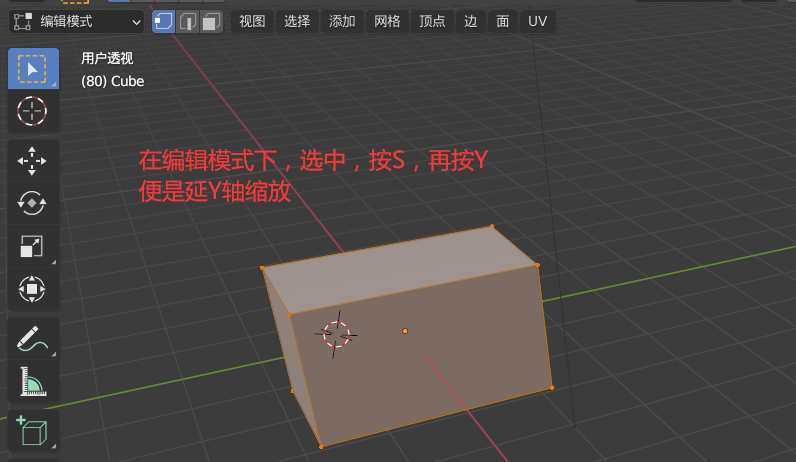 编辑模式 视图 选择 添加 网格 顶点 边 面 UV
用户透视
(80) Cube
在编辑模式下，选中，按S，再按Y
便是延Y轴缩放